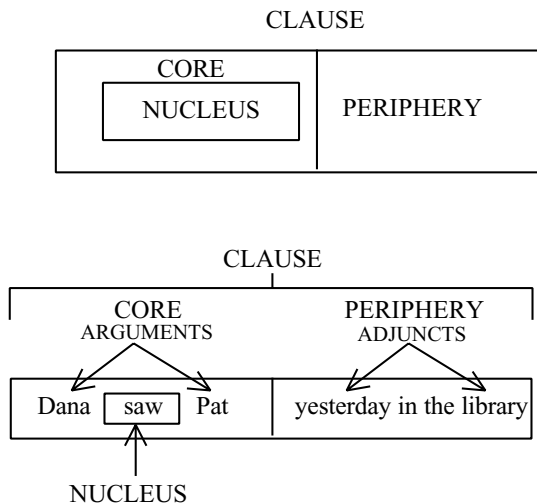 CLAUSE
CORE
NUCLEUS PERIPHERY
CLAUSE
CORE PERIPHERY
ARGUMENTS ADJUNCTS
Dana saw Pat yesterday in the library
NUCLEUS